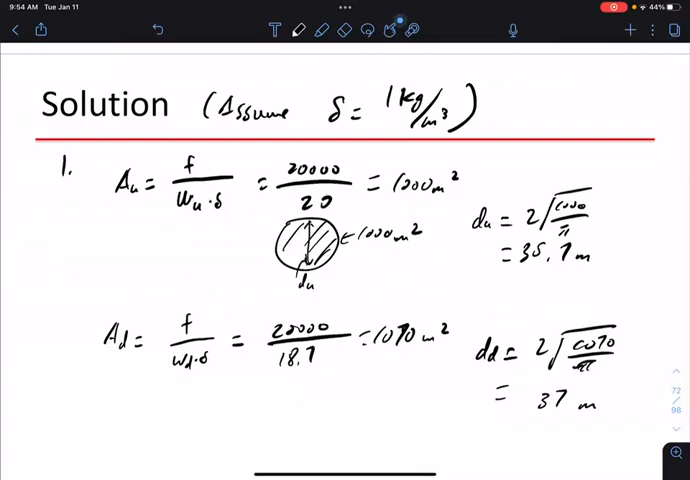 9:54 AM Tue Jan 11
44%
Solution (Assume δ = 1kg/m³)
1. Au = f / Wu·δ = 20000 / 20 = 1000m²
1000m²
du
du = 2√(1000/π)
= 35.7 m
Ad = f / Wd·δ = 20000 / 18.7 = 1070 m²
dd = 2√(1070/π)
= 37 m
72
/
98